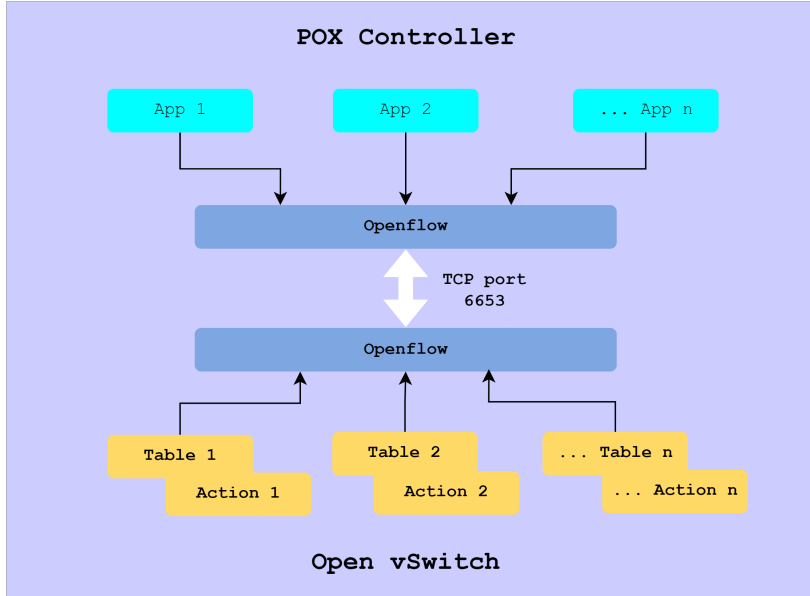 POX Controller
App 1
App 2
... App n
Openflow
TCP port
6653
Openflow
Table 1
Table 2
... Table n
Action 1
Action 2
... Action n
Open vSwitch